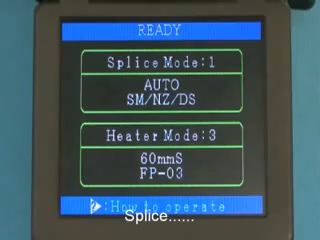 READY
Splice Mode:1
AUTO
SM/NZ/DS
Heater Mode:3
60mmS
FP-03
:How to operate
Splice......